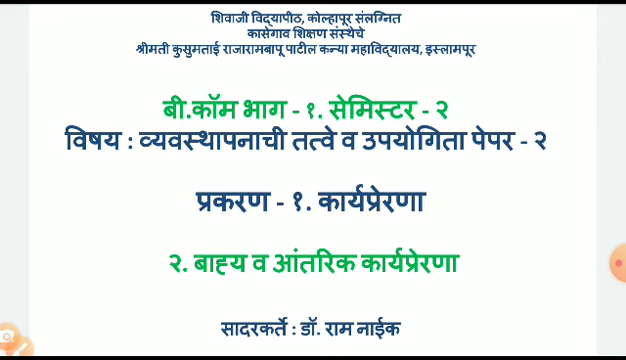 शिवाजी विद्यापीठ, कोल्हापूर संलग्नित
कासेगाव शिक्षण संस्थेचे
श्रीमती कुसुमताई राजारामबापू पाटील कन्या महाविद्यालय, इस्लामपूर
बी.कॉम भाग - १. सेमिस्टर - २
विषय : व्यवस्थापनाची तत्वे व उपयोगिता पेपर - २
प्रकरण - १. कार्यप्रेरणा
२. बाह्य व आंतरिक कार्यप्रेरणा
सादरकर्ते : डॉ. राम नाईक